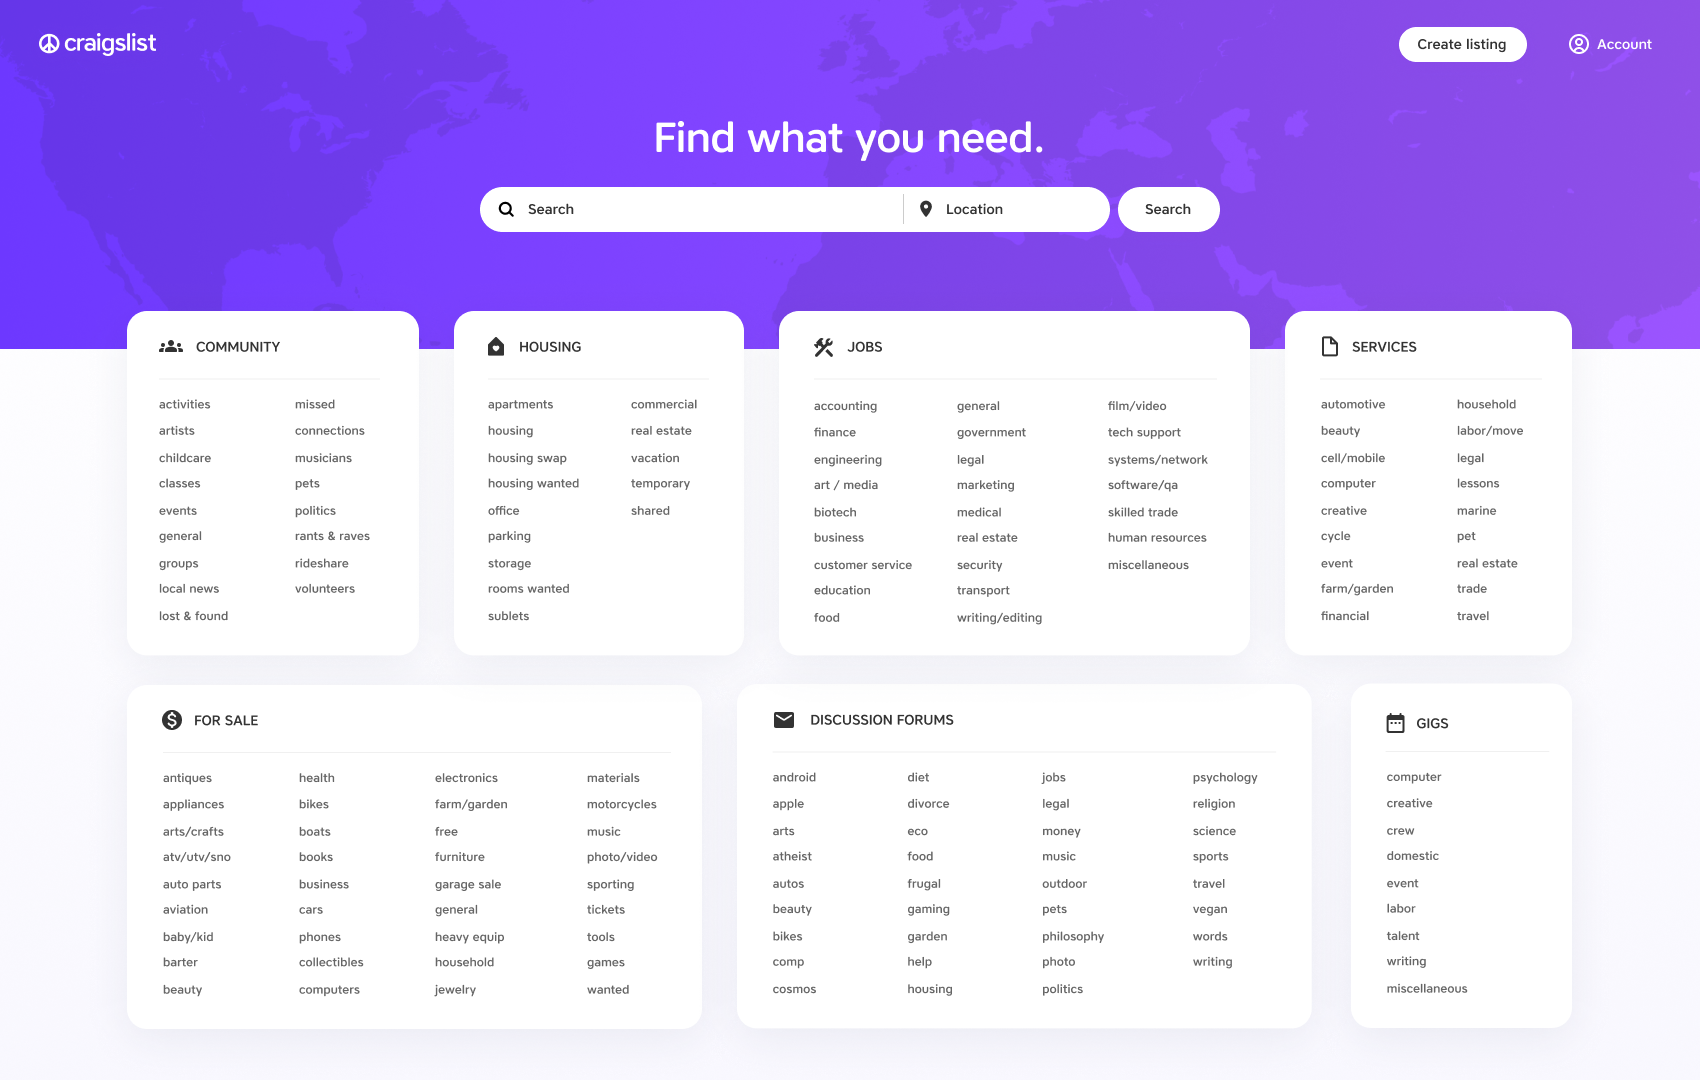 craigslist
Create listing
Account
Find what you need.
Search
Location
Search
COMMUNITY
activities
artists
childcare
classes
events
general
groups
local news
lost & found
missed
connections
musicians
pets
politics
rants & raves
rideshare
volunteers
HOUSING
apartments
housing
housing swap
housing wanted
office
parking
storage
rooms wanted
sublets
commercial
real estate
vacation
temporary
shared
JOBS
accounting
finance
engineering
art / media
biotech
business
customer service
education
food
general
government
legal
marketing
medical
real estate
security
transport
writing/editing
film/video
tech support
systems/network
software/qa
skilled trade
human resources
miscellaneous
SERVICES
automotive
beauty
cell/mobile
computer
creative
cycle
event
farm/garden
financial
household
labor/move
legal
lessons
marine
pet
real estate
trade
travel
FOR SALE
antiques
appliances
arts/crafts
atv/utv/sno
auto parts
aviation
baby/kid
barter
beauty
health
bikes
boats
books
business
cars
phones
collectibles
computers
electronics
farm/garden
free
furniture
garage sale
general
heavy equip
household
jewelry
materials
motorcycles
music
photo/video
sporting
tickets
tools
games
wanted
DISCUSSION FORUMS
android
apple
arts
atheist
autos
beauty
bikes
comp
cosmos
diet
divorce
eco
food
frugal
gaming
garden
help
housing
jobs
legal
money
music
outdoor
pets
philosophy
photo
politics
psychology
religion
science
sports
travel
vegan
words
writing
GIGS
computer
creative
crew
domestic
event
labor
talent
writing
miscellaneous